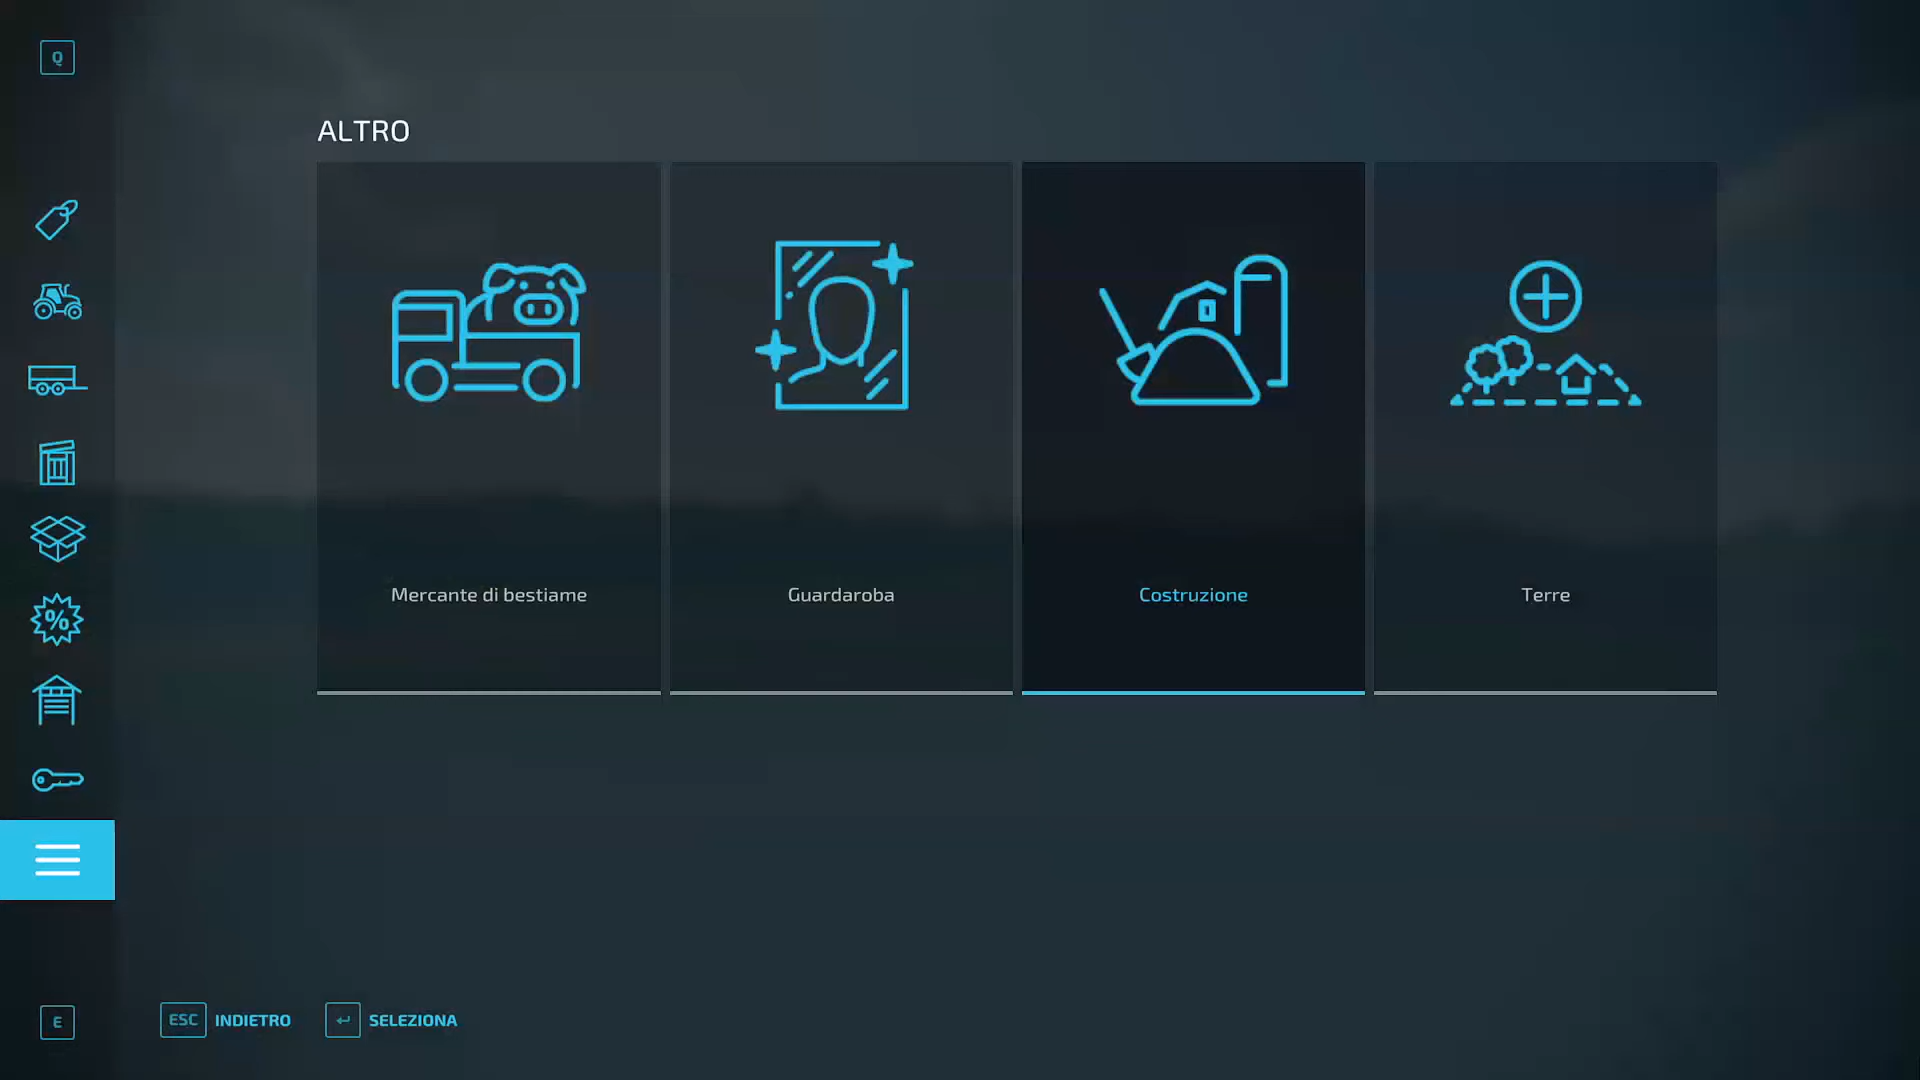 Q
ALTRO
Mercante di bestiame
Guardaroba
Costruzione
Terre
%
E
ESC INDIETRO
SELEZIONA